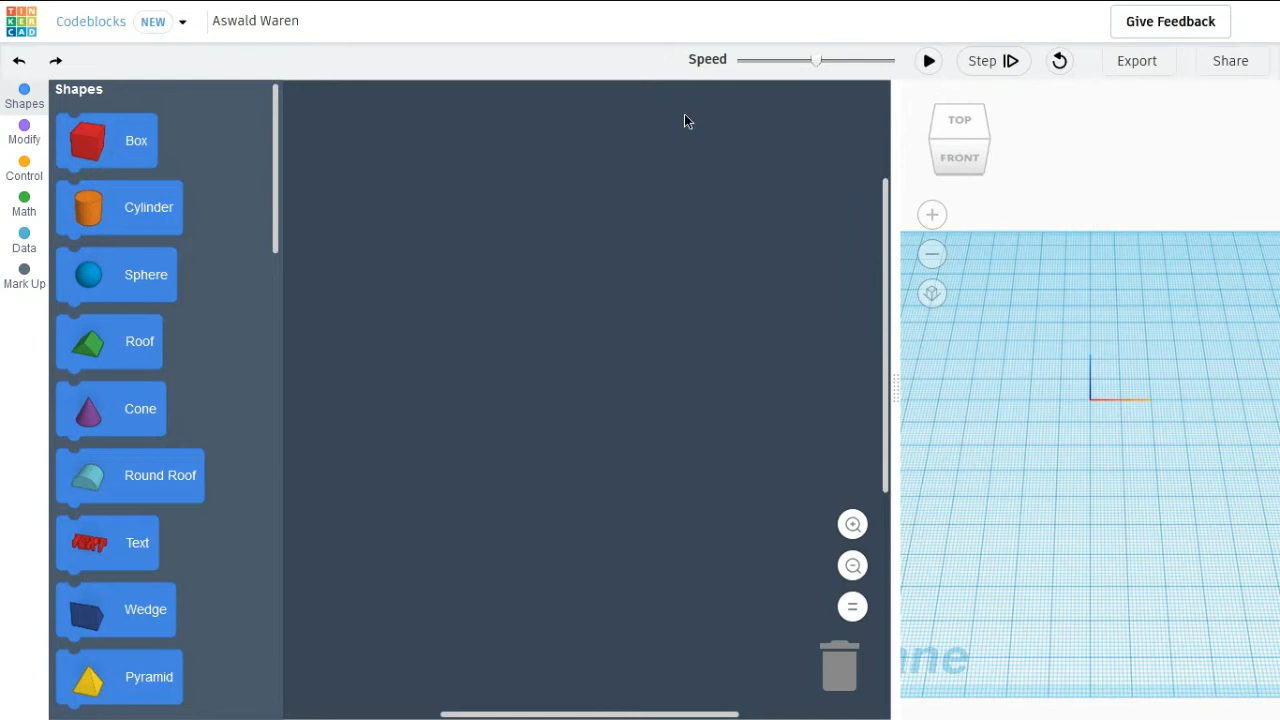 TIN
KER
CAD
Codeblocks NEW Aswald Waren Give Feedback
Speed Step Export Share
Shapes
Modify
Control
Math
Data
Mark Up
Shapes
Box
Cylinder
Sphere
Roof
Cone
Round Roof
Text
Wedge
Pyramid
TOP
FRONT
ne